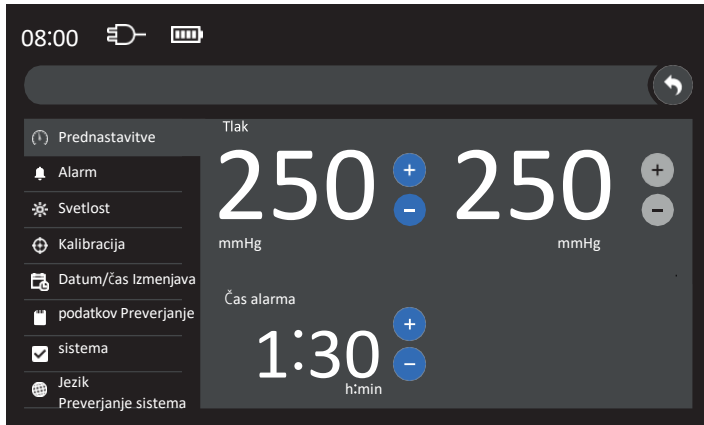 08:00
Prednastavitve
Alarm
Svetlost
Kalibracija
Datum/čas Izmenjava
podatkov Preverjanje
sistema
Jezik
Preverjanje sistema
Tlak
250
+
−
mmHg
250
+
−
mmHg
Čas alarma
1:30
+
−
h:min